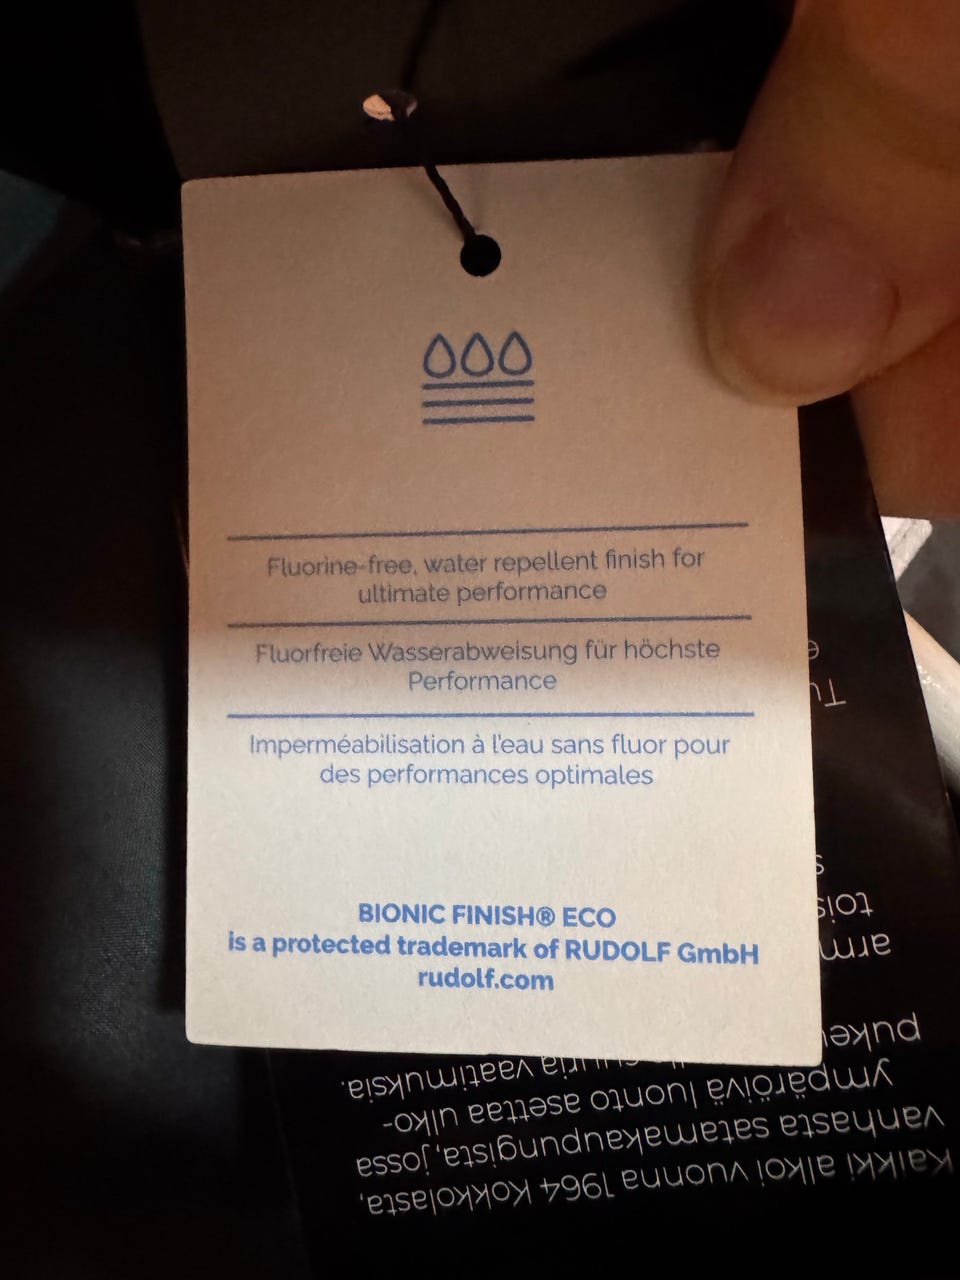 Fluorine-free, water repellent finish for
ultimate performance
Fluorfreie Wasserabweisung für höchste
Performance
Imperméabilisation à l'eau sans fluor pour
des performances optimales
BIONIC FINISH® ECO
is a protected trademark of RUDOLF GmbH
rudolf.com
Kaikki alkoi vuonna 1964 Kokkolasta,
vanhasta satamakaupungista, jossa
ympäröivä luonto asettaa ulko-
vaatimuksia.